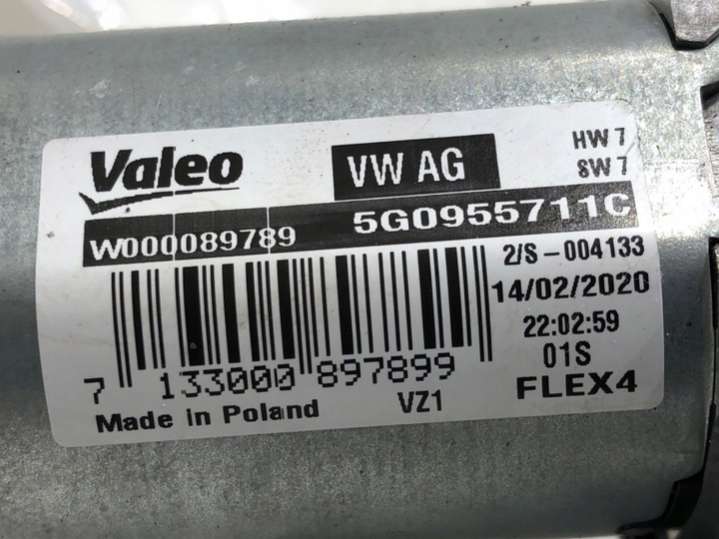 Valeo
VW AG
HW 7
SW 7
W000089789
5G0955711C
2/S-004133
14/02/2020
22:02:59
01S
7 133000 897899
FLEX4
Made in Poland
VZ1